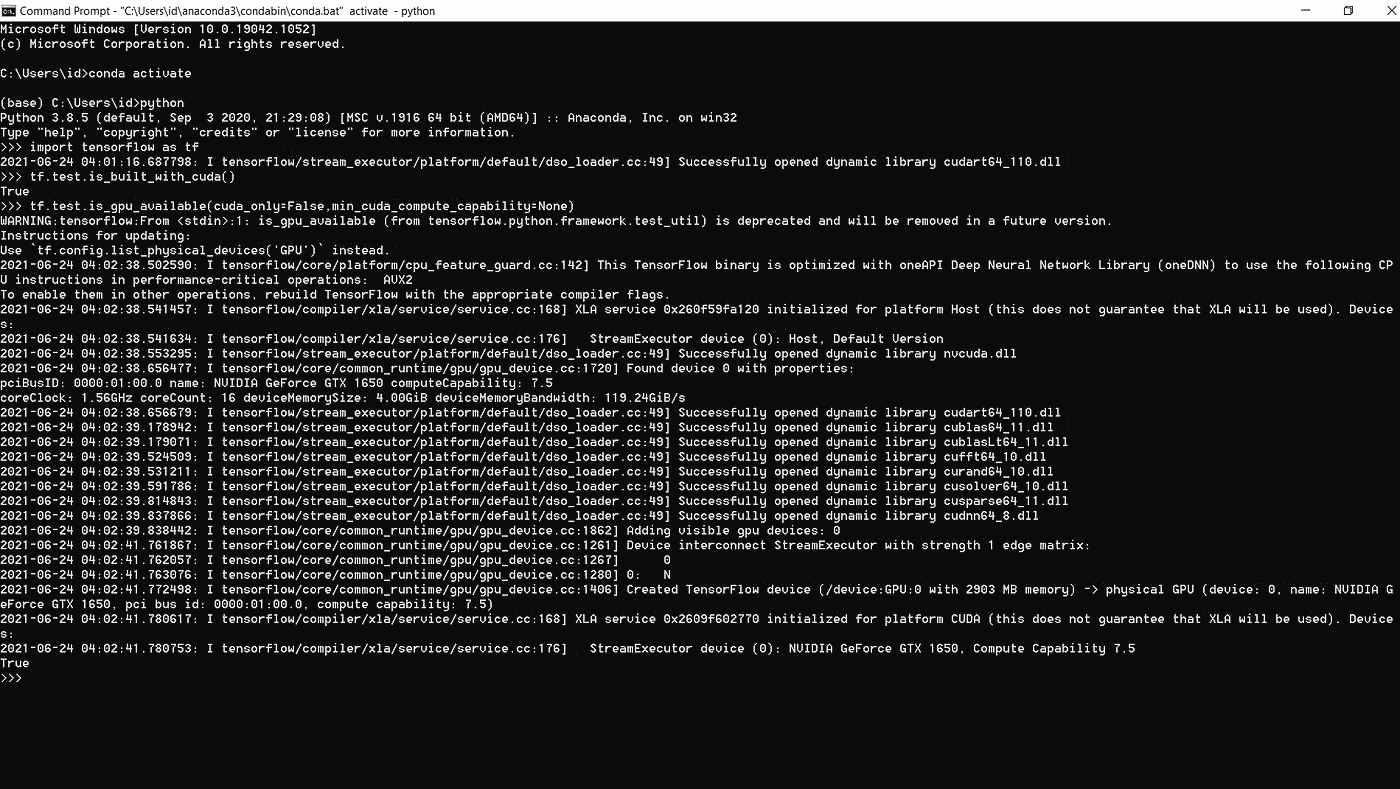 Command Prompt - "C:\Users\id\anaconda3\condabin\conda.bat"  activate  - python
Microsoft Windows [Version 10.0.19042.1052]
(c) Microsoft Corporation. All rights reserved.
C:\Users\id>conda activate
(base) C:\Users\id>python
Python 3.8.5 (default, Sep  3 2020, 21:29:08) [MSC v.1916 64 bit (AMD64)] :: Anaconda, Inc. on win32
Type "help", "copyright", "credits" or "license" for more information.
>>> import tensorflow as tf
2021-06-24 04:01:16.687798: I tensorflow/stream_executor/platform/default/dso_loader.cc:49] Successfully opened dynamic library cudart64_110.dll
>>> tf.test.is_built_with_cuda()
True
>>> tf.test.is_gpu_available(cuda_only=False,min_cuda_compute_capability=None)
WARNING:tensorflow:From <stdin>:1: is_gpu_available (from tensorflow.python.framework.test_util) is deprecated and will be removed in a future version.
Instructions for updating:
Use `tf.config.list_physical_devices('GPU')` instead.
2021-06-24 04:02:38.502590: I tensorflow/core/platform/cpu_feature_guard.cc:142] This TensorFlow binary is optimized with oneAPI Deep Neural Network Library (oneDNN) to use the following CP
U instructions in performance-critical operations:  AVX2
To enable them in other operations, rebuild TensorFlow with the appropriate compiler flags.
2021-06-24 04:02:38.541457: I tensorflow/compiler/xla/service/service.cc:168] XLA service 0x260f59fa120 initialized for platform Host (this does not guarantee that XLA will be used). Device
s:
2021-06-24 04:02:38.541634: I tensorflow/compiler/xla/service/service.cc:176]   StreamExecutor device (0): Host, Default Version
2021-06-24 04:02:38.553295: I tensorflow/stream_executor/platform/default/dso_loader.cc:49] Successfully opened dynamic library nvcuda.dll
2021-06-24 04:02:38.656477: I tensorflow/core/common_runtime/gpu/gpu_device.cc:1720] Found device 0 with properties:
pciBusID: 0000:01:00.0 name: NVIDIA GeForce GTX 1650 computeCapability: 7.5
coreClock: 1.56GHz coreCount: 16 deviceMemorySize: 4.00GiB deviceMemoryBandwidth: 119.24GiB/s
2021-06-24 04:02:38.656679: I tensorflow/stream_executor/platform/default/dso_loader.cc:49] Successfully opened dynamic library cudart64_110.dll
2021-06-24 04:02:39.178942: I tensorflow/stream_executor/platform/default/dso_loader.cc:49] Successfully opened dynamic library cublas64_11.dll
2021-06-24 04:02:39.179071: I tensorflow/stream_executor/platform/default/dso_loader.cc:49] Successfully opened dynamic library cublasLt64_11.dll
2021-06-24 04:02:39.524509: I tensorflow/stream_executor/platform/default/dso_loader.cc:49] Successfully opened dynamic library cufft64_10.dll
2021-06-24 04:02:39.531211: I tensorflow/stream_executor/platform/default/dso_loader.cc:49] Successfully opened dynamic library curand64_10.dll
2021-06-24 04:02:39.591786: I tensorflow/stream_executor/platform/default/dso_loader.cc:49] Successfully opened dynamic library cusolver64_10.dll
2021-06-24 04:02:39.814843: I tensorflow/stream_executor/platform/default/dso_loader.cc:49] Successfully opened dynamic library cusparse64_11.dll
2021-06-24 04:02:39.837866: I tensorflow/stream_executor/platform/default/dso_loader.cc:49] Successfully opened dynamic library cudnn64_8.dll
2021-06-24 04:02:39.838442: I tensorflow/core/common_runtime/gpu/gpu_device.cc:1862] Adding visible gpu devices: 0
2021-06-24 04:02:41.761867: I tensorflow/core/common_runtime/gpu/gpu_device.cc:1261] Device interconnect StreamExecutor with strength 1 edge matrix:
2021-06-24 04:02:41.762057: I tensorflow/core/common_runtime/gpu/gpu_device.cc:1267]      0
2021-06-24 04:02:41.763076: I tensorflow/core/common_runtime/gpu/gpu_device.cc:1280] 0:   N
2021-06-24 04:02:41.772498: I tensorflow/core/common_runtime/gpu/gpu_device.cc:1406] Created TensorFlow device (/device:GPU:0 with 2903 MB memory) -> physical GPU (device: 0, name: NVIDIA G
eForce GTX 1650, pci bus id: 0000:01:00.0, compute capability: 7.5)
2021-06-24 04:02:41.780617: I tensorflow/compiler/xla/service/service.cc:168] XLA service 0x2609f602770 initialized for platform CUDA (this does not guarantee that XLA will be used). Device
s:
2021-06-24 04:02:41.780753: I tensorflow/compiler/xla/service/service.cc:176]   StreamExecutor device (0): NVIDIA GeForce GTX 1650, Compute Capability 7.5
True
>>>